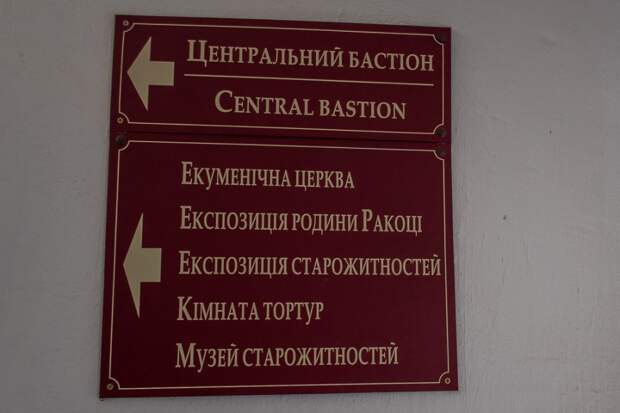 Центральний бастіон
Central bastion
Екуменічна церква
Експозиція родини Ракоці
Експозиція старожитностей
Кімната тортур
Музей старожитностей